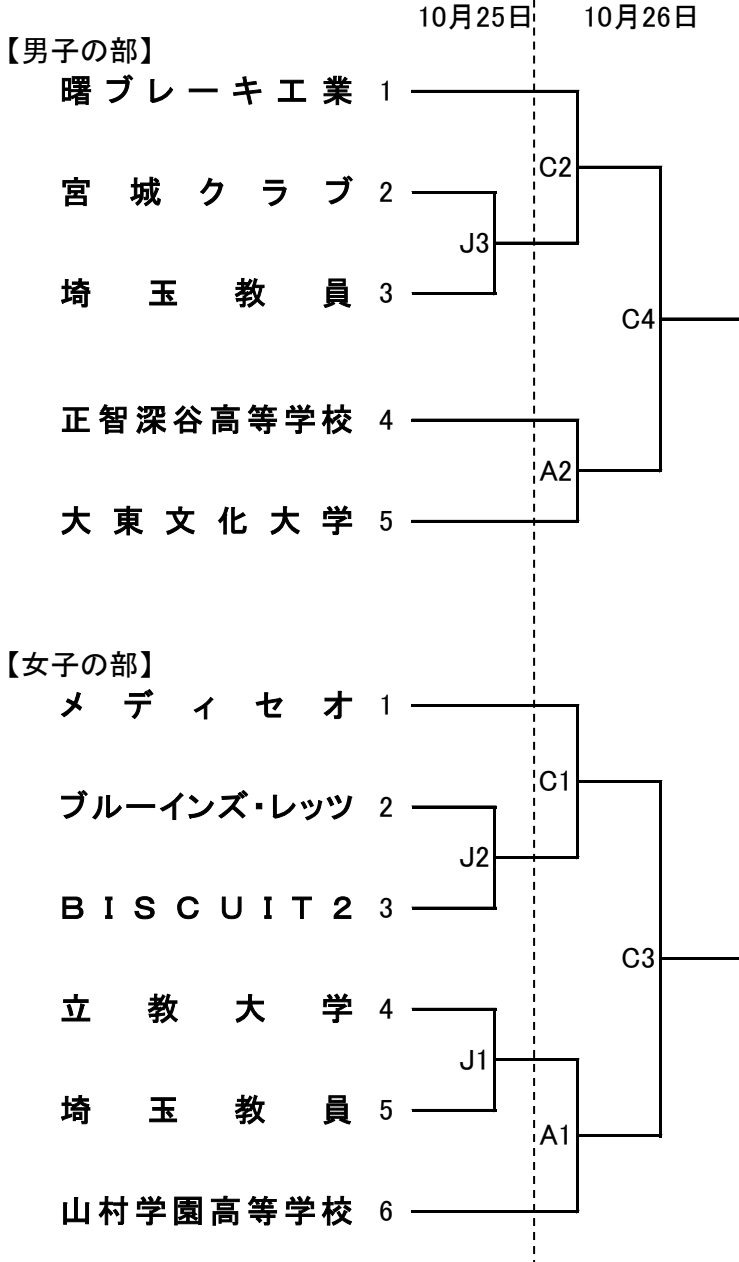 10月25日 10月26日
【男子の部】
曙ブレーキ工業 1
C2
宮城クラブ 2
J3
埼玉教員 3
C4
正智深谷高等学校 4
A2
大東文化大学 5
【女子の部】
メディセオ 1
C1
ブルーインズ・レッツ 2
J2
ＢＩＳＣＵＩＴ２ 3
C3
立教大学 4
J1
埼玉教員 5
A1
山村学園高等学校 6